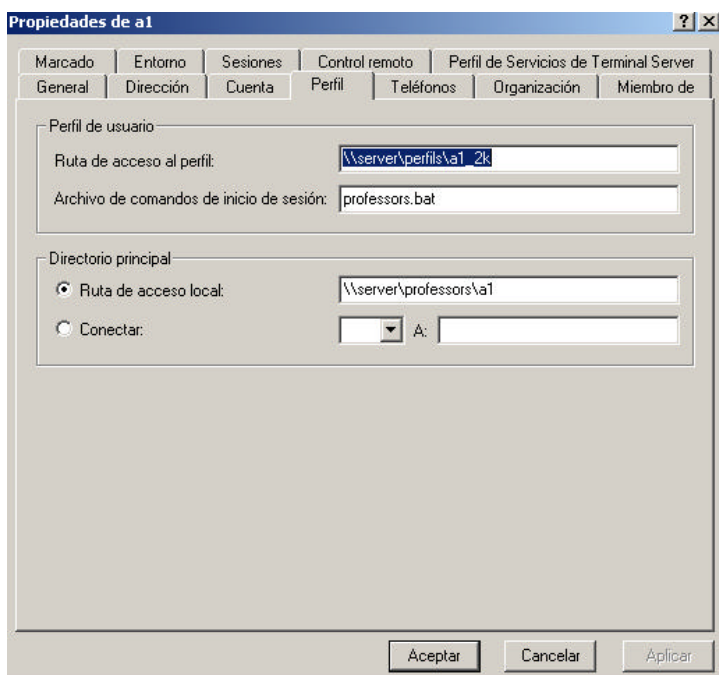 Propiedades de a1
Marcado Entorno Sesiones Control remoto Perfil de Servicios de Terminal Server
General Dirección Cuenta Perfil Teléfonos Organización Miembro de
Perfil de usuario
Ruta de acceso al perfil: \\server\perfils\a1_2k
Archivo de comandos de inicio de sesión: professors.bat
Directorio principal
Ruta de acceso local: \\server\professors\a1
Conectar: A:
Aceptar Cancelar Aplicar